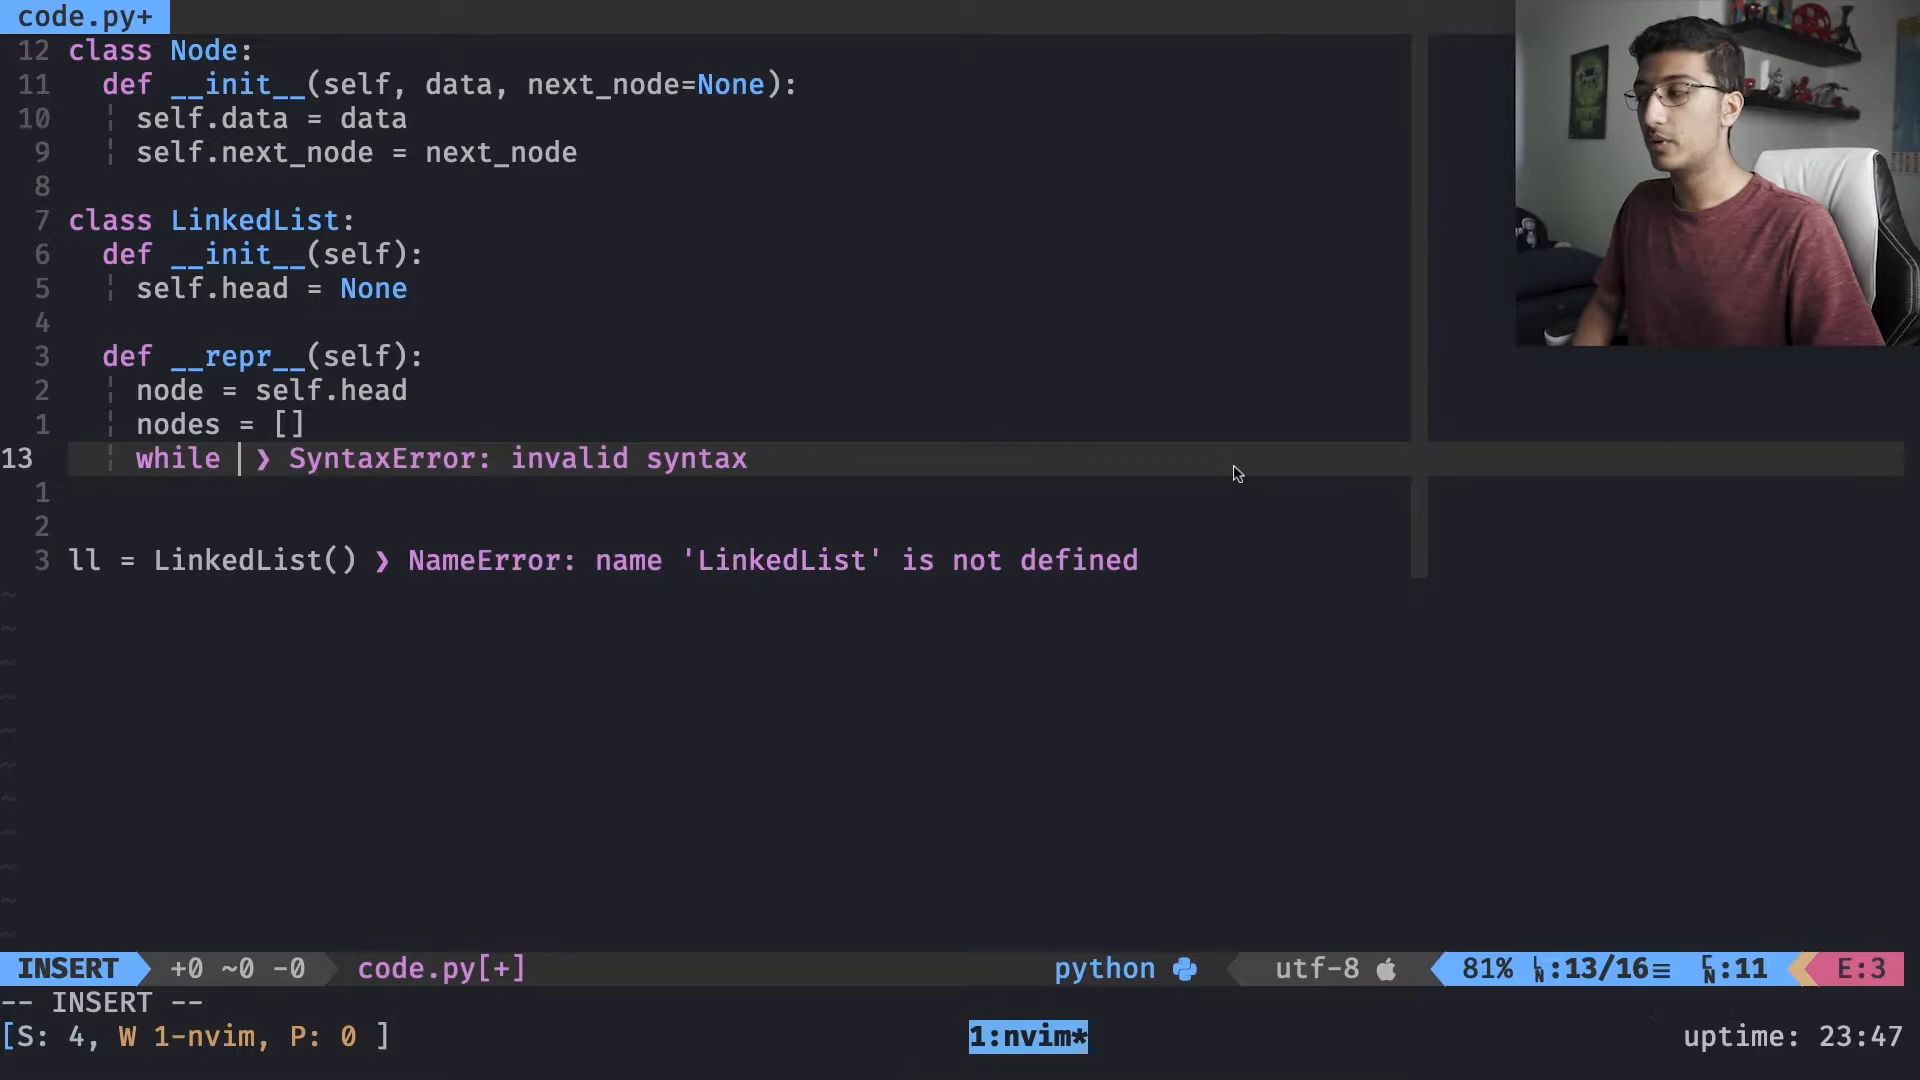 code.py+
12 class Node:
11 def __init__(self, data, next_node=None):
10 self.data = data
9 self.next_node = next_node
8
7 class LinkedList:
6 def __init__(self):
5 self.head = None
4
3 def __repr__(self):
2 node = self.head
1 nodes = []
13 while ❯ SyntaxError: invalid syntax
1
2
3 ll = LinkedList() ❯ NameError: name 'LinkedList' is not defined
~
~
~
~
~
~
~
~
~
~
~
INSERT +0 ~0 -0 code.py[+] python utf-8 81% LN:13/16≡ CN:11 E:3
-- INSERT --
[S: 4, W 1-nvim, P: 0 ] 1:nvim* uptime: 23:47